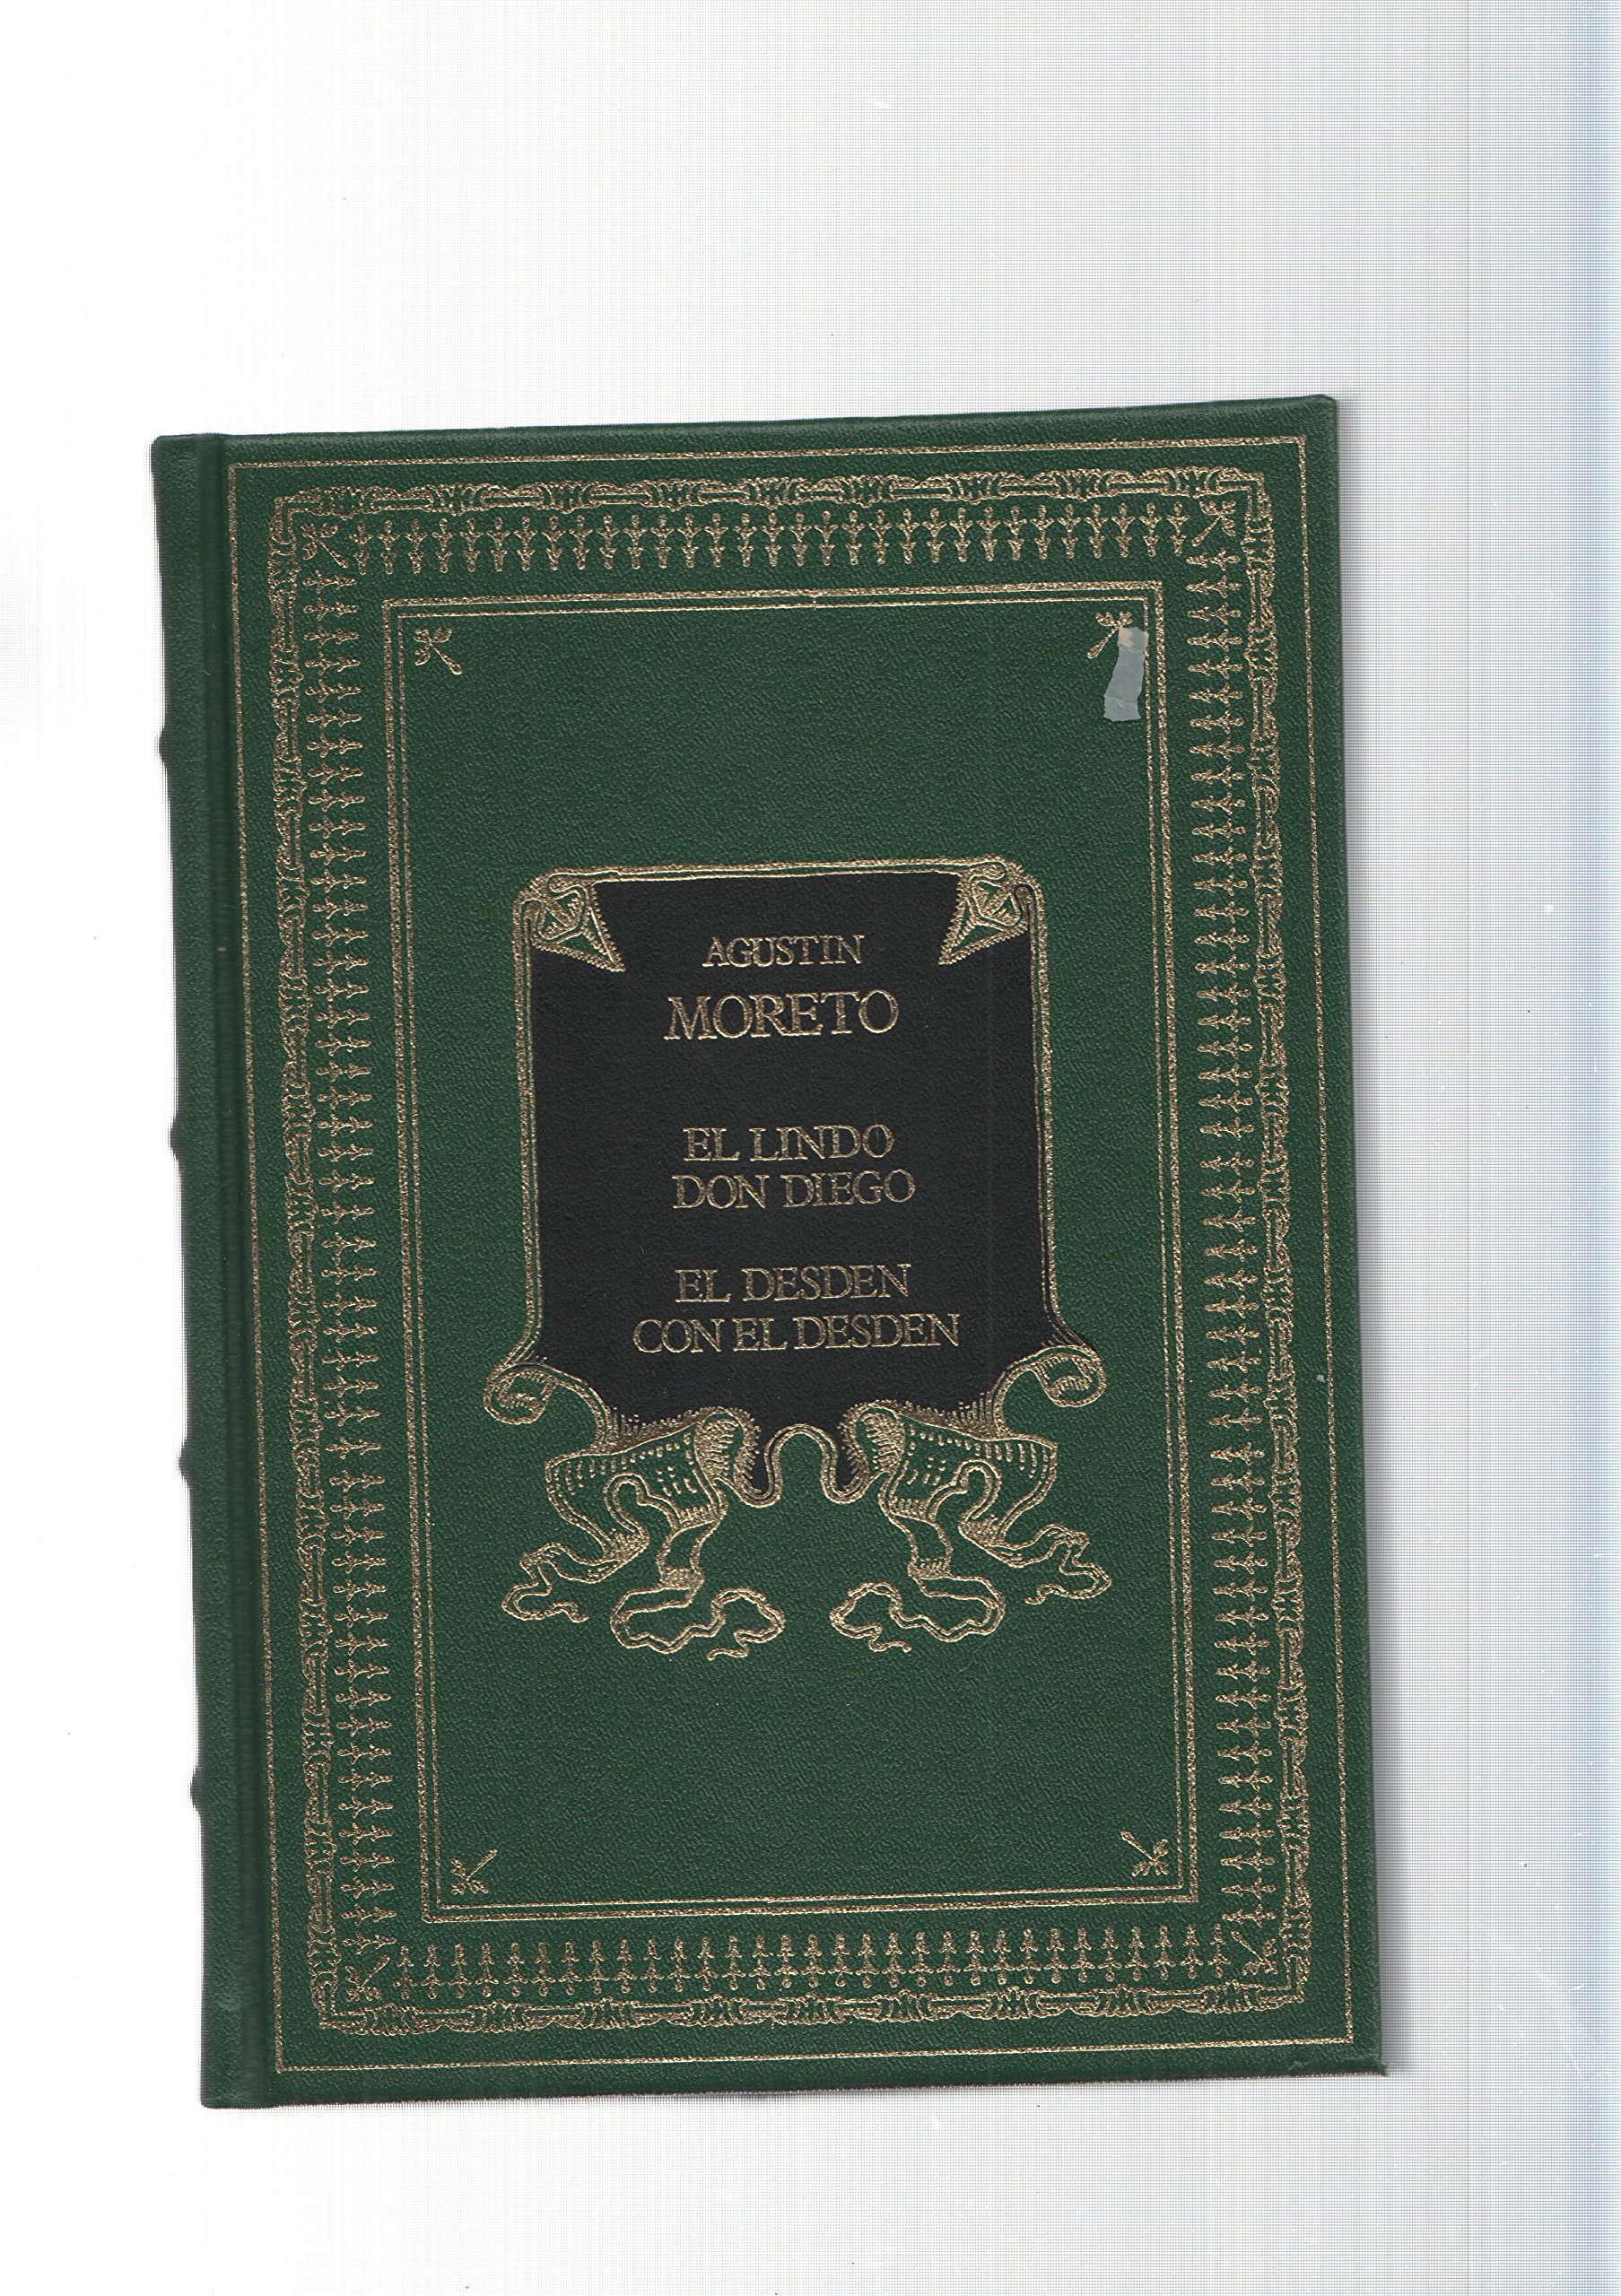 AGUSTIN
MORETO
EL LINDO
DON DIEGO
EL DESDEN
CON EL DESDEN